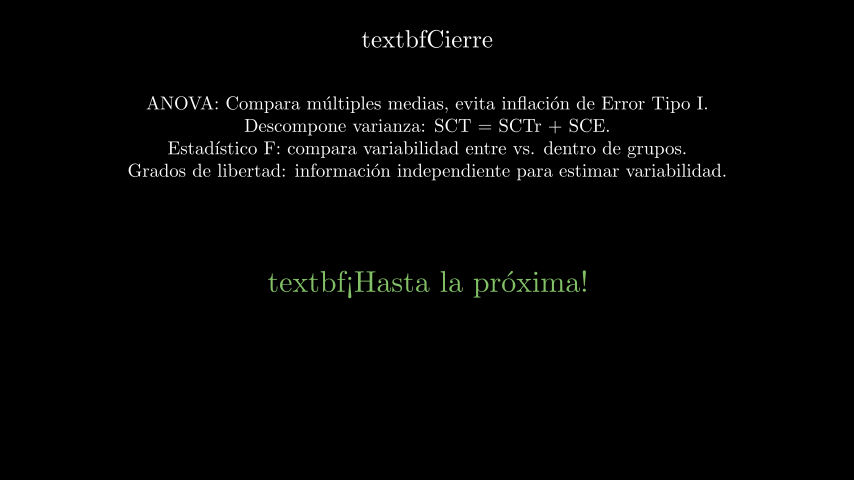 textbfCierre
ANOVA: Compara múltiples medias, evita inflación de Error Tipo I.
Descompone varianza: SCT = SCTr + SCE.
Estadístico F: compara variabilidad entre vs. dentro de grupos.
Grados de libertad: información independiente para estimar variabilidad.
textbf¡Hasta la próxima!